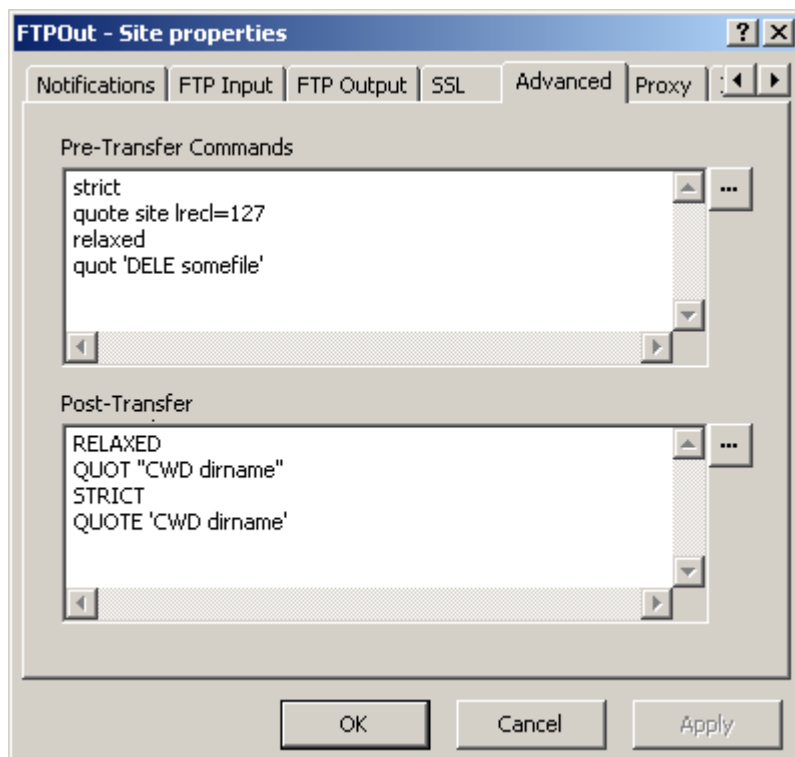 FTPOut - Site properties
Notifications FTP Input FTP Output SSL Advanced Proxy
Pre-Transfer Commands
strict
quote site lrecl=127
relaxed
quot 'DELE somefile'
...
Post-Transfer
RELAXED
QUOT "CWD dirname"
STRICT
QUOTE 'CWD dirname'
...
OK Cancel Apply